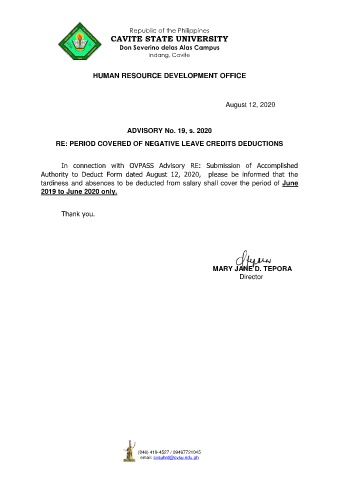 Republic of the Philippines
CAVITE STATE UNIVERSITY
Don Severino delas Alas Campus
Indang, Cavite
HUMAN RESOURCE DEVELOPMENT OFFICE
August 12, 2020
ADVISORY No. 19, s. 2020
RE: PERIOD COVERED OF NEGATIVE LEAVE CREDITS DEDUCTIONS
In connection with OVPASS Advisory RE: Submission of Accomplished
Authority to Deduct Form dated August 12, 2020, please be informed that the
tardiness and absences to be deducted from salary shall cover the period of June
2019 to June 2020 only.
Thank you.
MARY JANE D. TEPORA
Director
(046) 419-4527 / 09497721045
email: